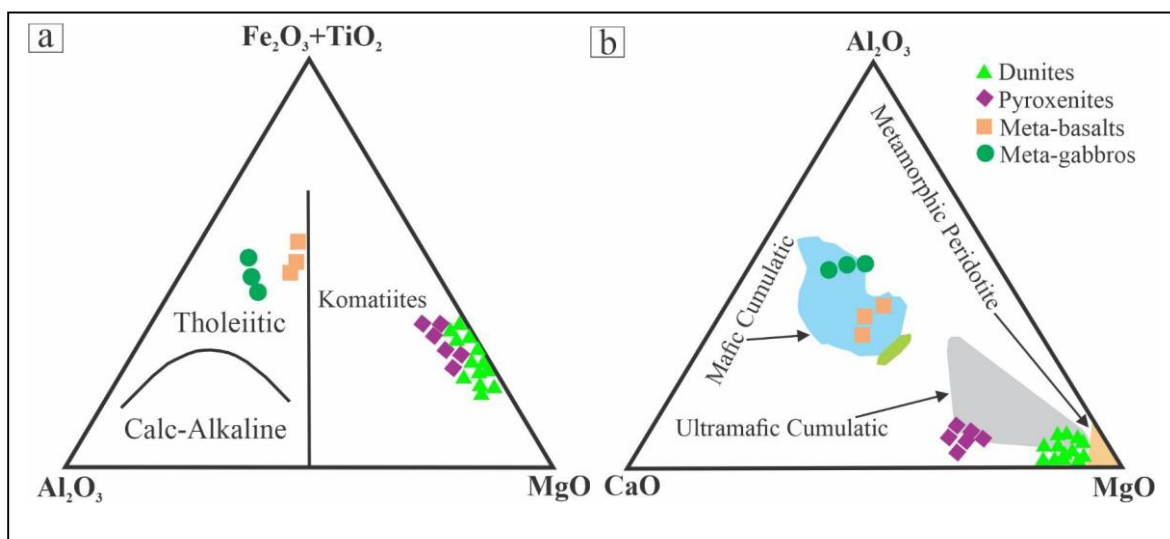 a
Fe₂O₃+TiO₂
Komatiites
Tholeiitic
Calc-Alkaline
Al₂O₃
MgO
b
Al₂O₃
Dunites
Pyroxenites
Meta-basalts
Meta-gabbros
Metamorphic Peridotite
Mafic Cumulatic
Ultramafic Cumulatic
CaO
MgO